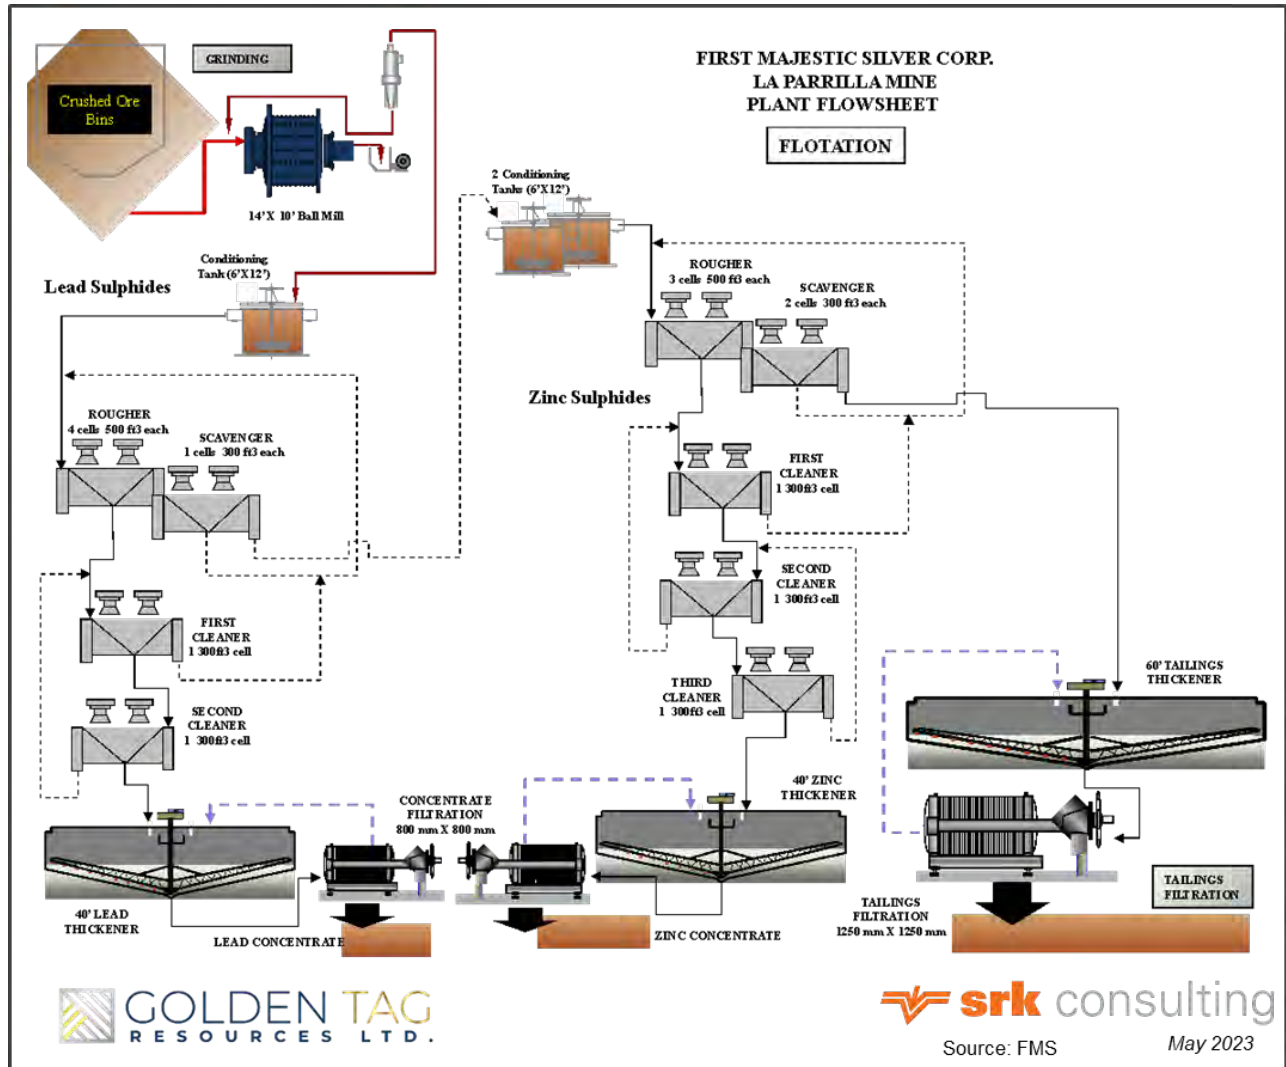 GRINDING
Crushed Ore
Bins
14' X 10' Ball Mill
FIRST MAJESTIC SILVER CORP.
LA PARRILLA MINE
PLANT FLOWSHEET
FLOTATION
2 Conditioning
Tanks (6'X12')
Conditioning
Tank (6'X12')
Lead Sulphides
ROUGHER
3 cells 500 ft3 each
SCAVENGER
2 cells 300 ft3 each
Zinc Sulphides
ROUGHER
4 cells 500 ft3 each
SCAVENGER
1 cells 300 ft3 each
FIRST
CLEANER
1 300ft3 cell
SECOND
CLEANER
1 300ft3 cell
FIRST
CLEANER
1 300ft3 cell
SECOND
CLEANER
1 300ft3 cell
THIRD
CLEANER
1 300ft3 cell
60' TAILINGS
THICKENER
40' ZINC
THICKENER
CONCENTRATE
FILTRATION
800 mm X 800 mm
40' LEAD
THICKENER
LEAD CONCENTRATE
ZINC CONCENTRATE
TAILINGS
FILTRATION
1250 mm X 1250 mm
TAILINGS
FILTRATION
GOLDEN TAG
RESOURCES LTD.
srk consulting
Source: FMS
May 2023